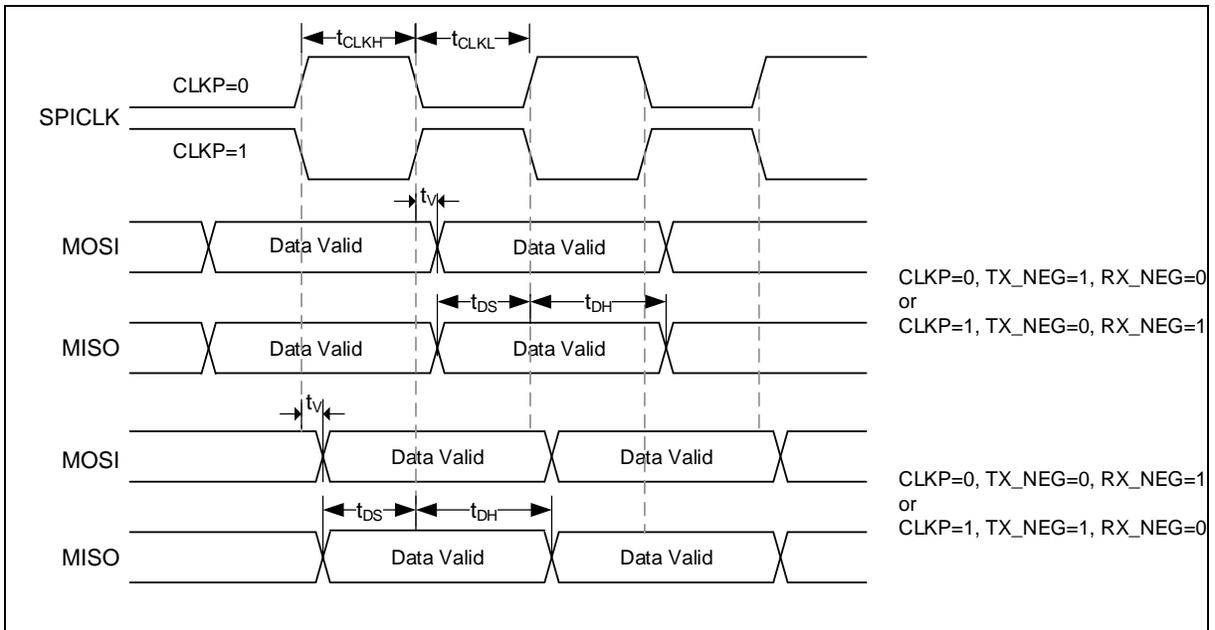 tCLKH tCLKL
CLKP=0
SPICLK
CLKP=1
tV
MOSI Data Valid Data Valid
CLKP=0, TX_NEG=1, RX_NEG=0
or
CLKP=1, TX_NEG=0, RX_NEG=1
tDS tDH
MISO Data Valid Data Valid
tV
MOSI Data Valid Data Valid
CLKP=0, TX_NEG=0, RX_NEG=1
or
CLKP=1, TX_NEG=1, RX_NEG=0
tDS tDH
MISO Data Valid Data Valid